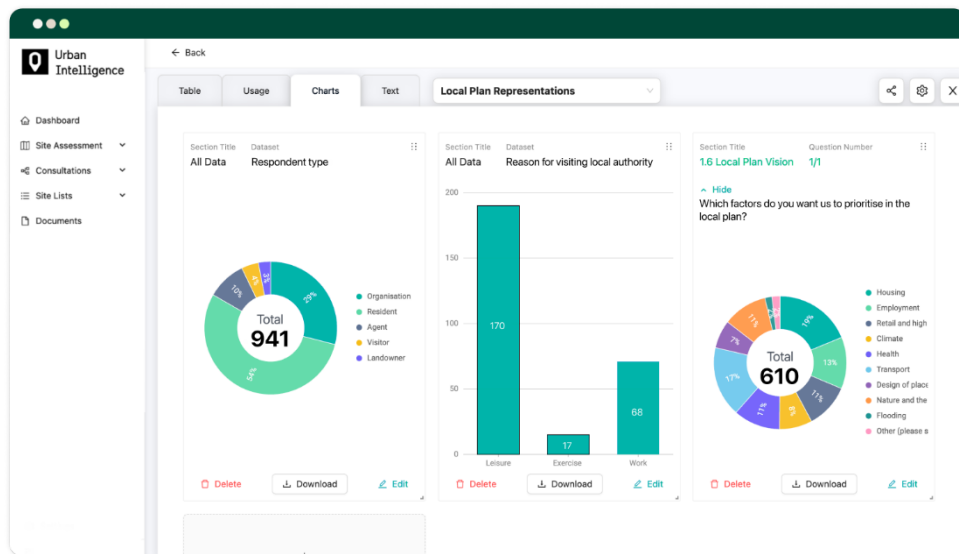 Urban
Intelligence
← Back
Table
Usage
Charts
Text
Local Plan Representations
Dashboard
Site Assessment
Consultations
Site Lists
Documents
Section Title Dataset
All Data Respondent type
29%
54%
10%
4%
3%
Total
941
Organisation
Resident
Agent
Visitor
Landowner
Delete
Download
Edit
Section Title Dataset
All Data Reason for visiting local authority
200
150
100
50
0
170
17
68
Leisure
Exercise
Work
Delete
Download
Edit
Section Title Question Number
1.6 Local Plan Vision 1/1
Hide
Which factors do you want us to prioritise in the
local plan?
19%
13%
11%
8%
11%
17%
7%
11%
Total
610
Housing
Employment
Retail and high
Climate
Health
Transport
Design of place
Nature and the
Flooding
Other (please s
Delete
Download
Edit